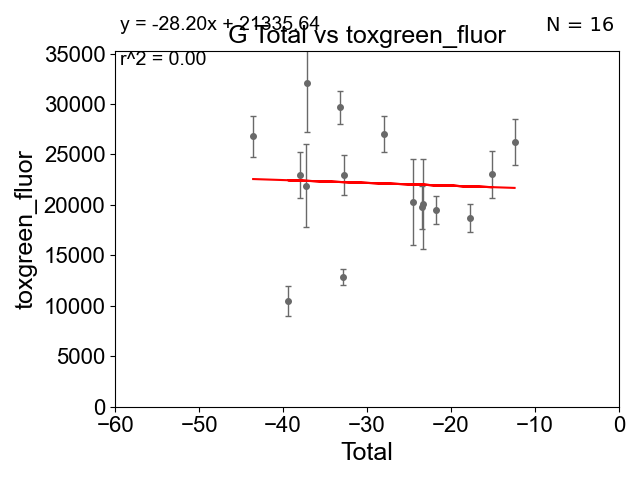 y = -28.20x + 21335.64
N = 16
G Total vs toxgreen_fluor
r^2 = 0.00
toxgreen_fluor
35000
30000
25000
20000
15000
10000
5000
0
−60 −50 −40 −30 −20 −10 0
Total